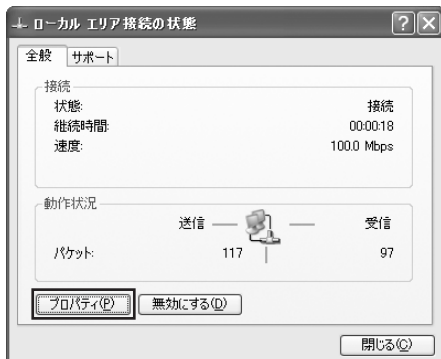 ローカル エリア接続の状態
全般 サポート
接続
状態: 接続
継続時間: 00:00:18
速度: 100.0 Mbps
動作状況
送信 受信
パケット: 117 97
プロパティ(P) 無効にする(D)
閉じる(C)